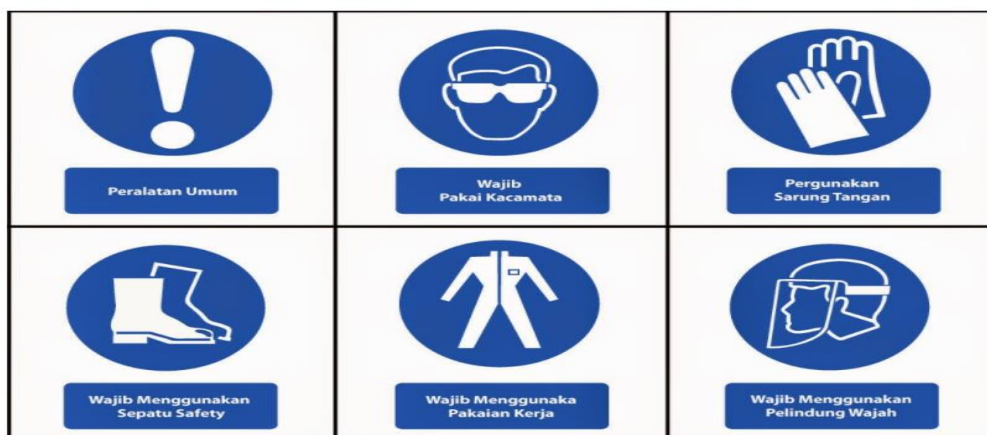 Peralatan Umum
Wajib
Pakai Kacamata
Pergunakan
Sarung Tangan
Wajib Menggunakan
Sepatu Safety
Wajib Menggunaka
Pakaian Kerja
Wajib Menggunakan
Pelindung Wajah